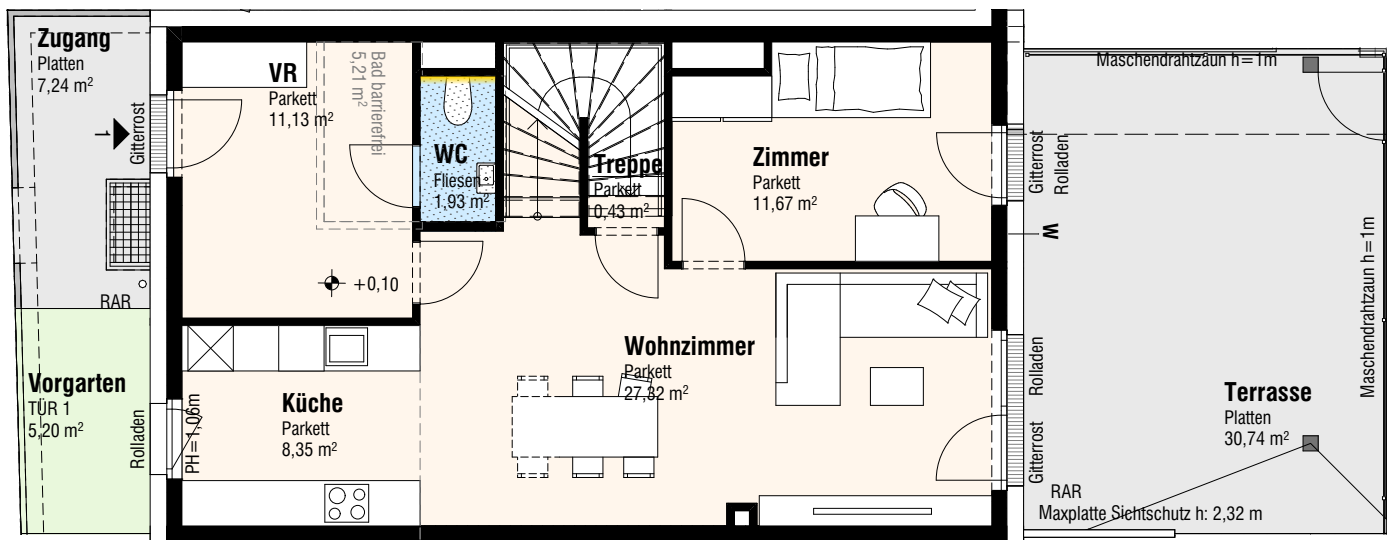 Zugang
Platten
7,24 m²
1
Gitterrost
RAR
Vorgarten
TÜR 1
5,20 m²
Rolladen
PH=1,06m
VR
Parkett
11,13 m²
Bad barrierefrei
5,21 m²
+0,10
WC
Fliesen
1,93 m²
Treppe
Parkett
0,43 m²
Zimmer
Parkett
11,67 m²
Gitterrost
Rolladen
W
Küche
Parkett
8,35 m²
Wohnzimmer
Parkett
27,32 m²
Rolladen
Gitterrost
Maschendrahtzaun h=1m
Maschendrahtzaun h=1m
Terrasse
Platten
30,74 m²
RAR
Maxplatte Sichtschutz h: 2,32 m